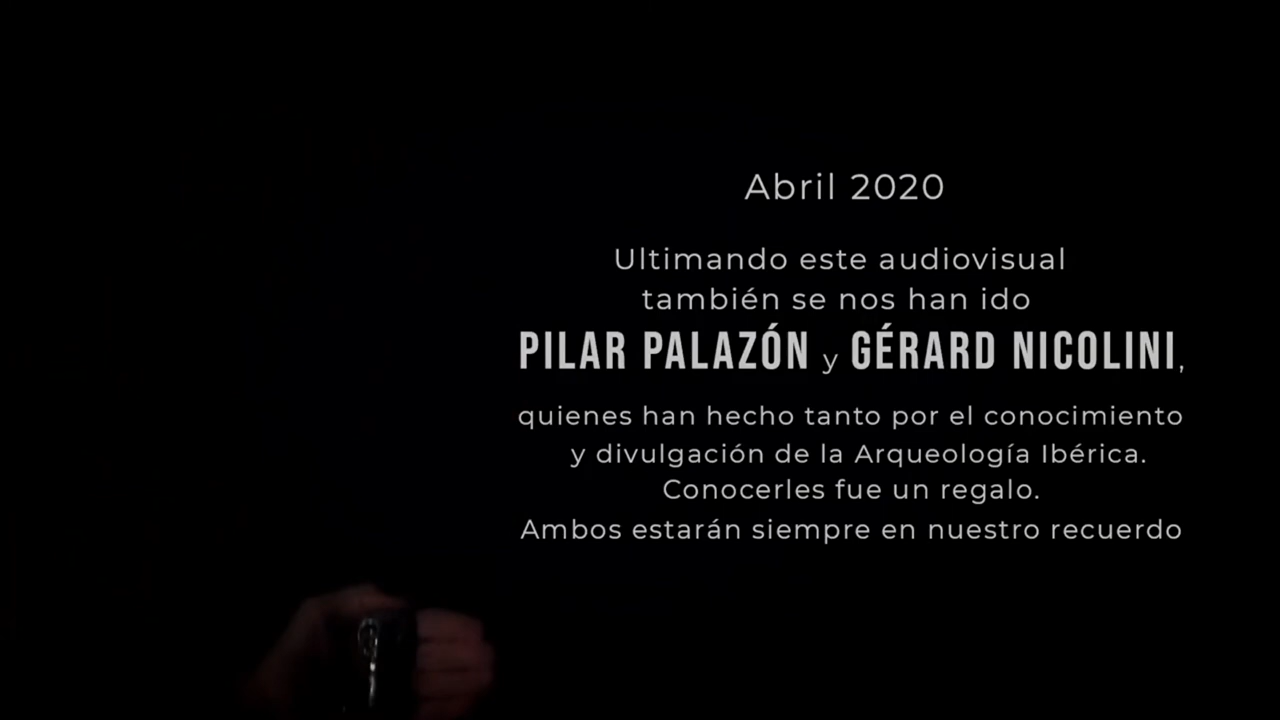 Abril 2020
Ultimando este audiovisual
también se nos han ido
PILAR PALAZÓN y GÉRARD NICOLINI,
quienes han hecho tanto por el conocimiento
y divulgación de la Arqueología Ibérica.
Conocerles fue un regalo.
Ambos estarán siempre en nuestro recuerdo